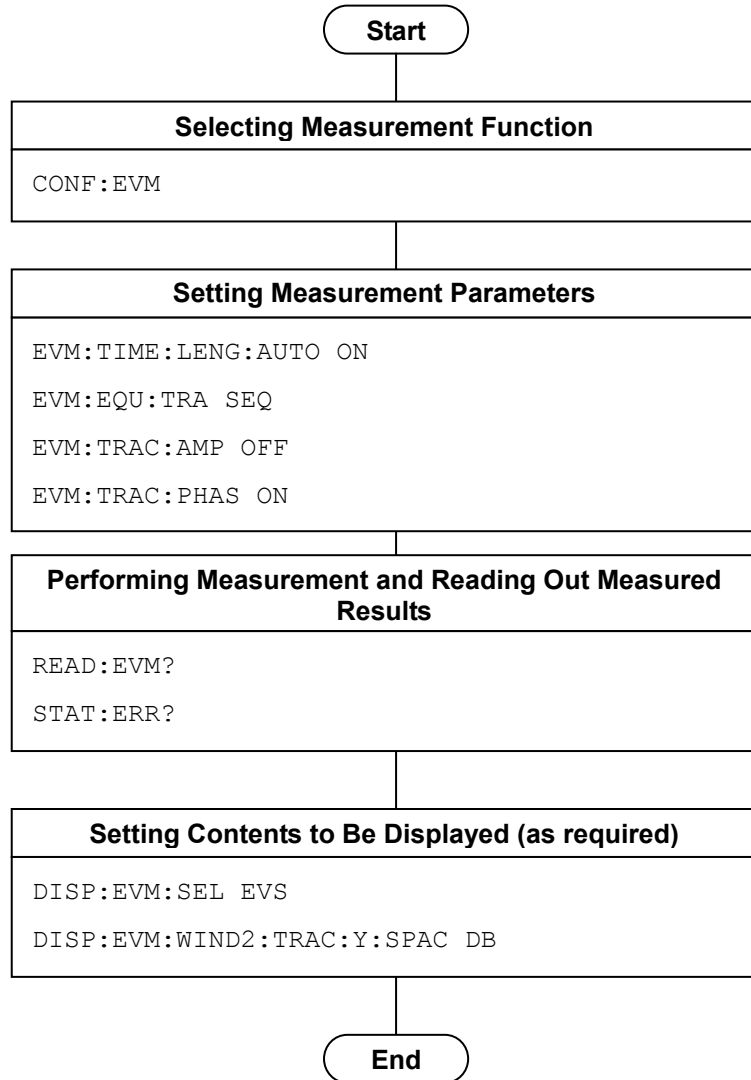 Start
Selecting Measurement Function
CONF:EVM
Setting Measurement Parameters
EVM:TIME:LENG:AUTO ON
EVM:EQU:TRA SEQ
EVM:TRAC:AMP OFF
EVM:TRAC:PHAS ON
Performing Measurement and Reading Out Measured
Results
READ:EVM?
STAT:ERR?
Setting Contents to Be Displayed (as required)
DISP:EVM:SEL EVS
DISP:EVM:WIND2:TRAC:Y:SPAC DB
End